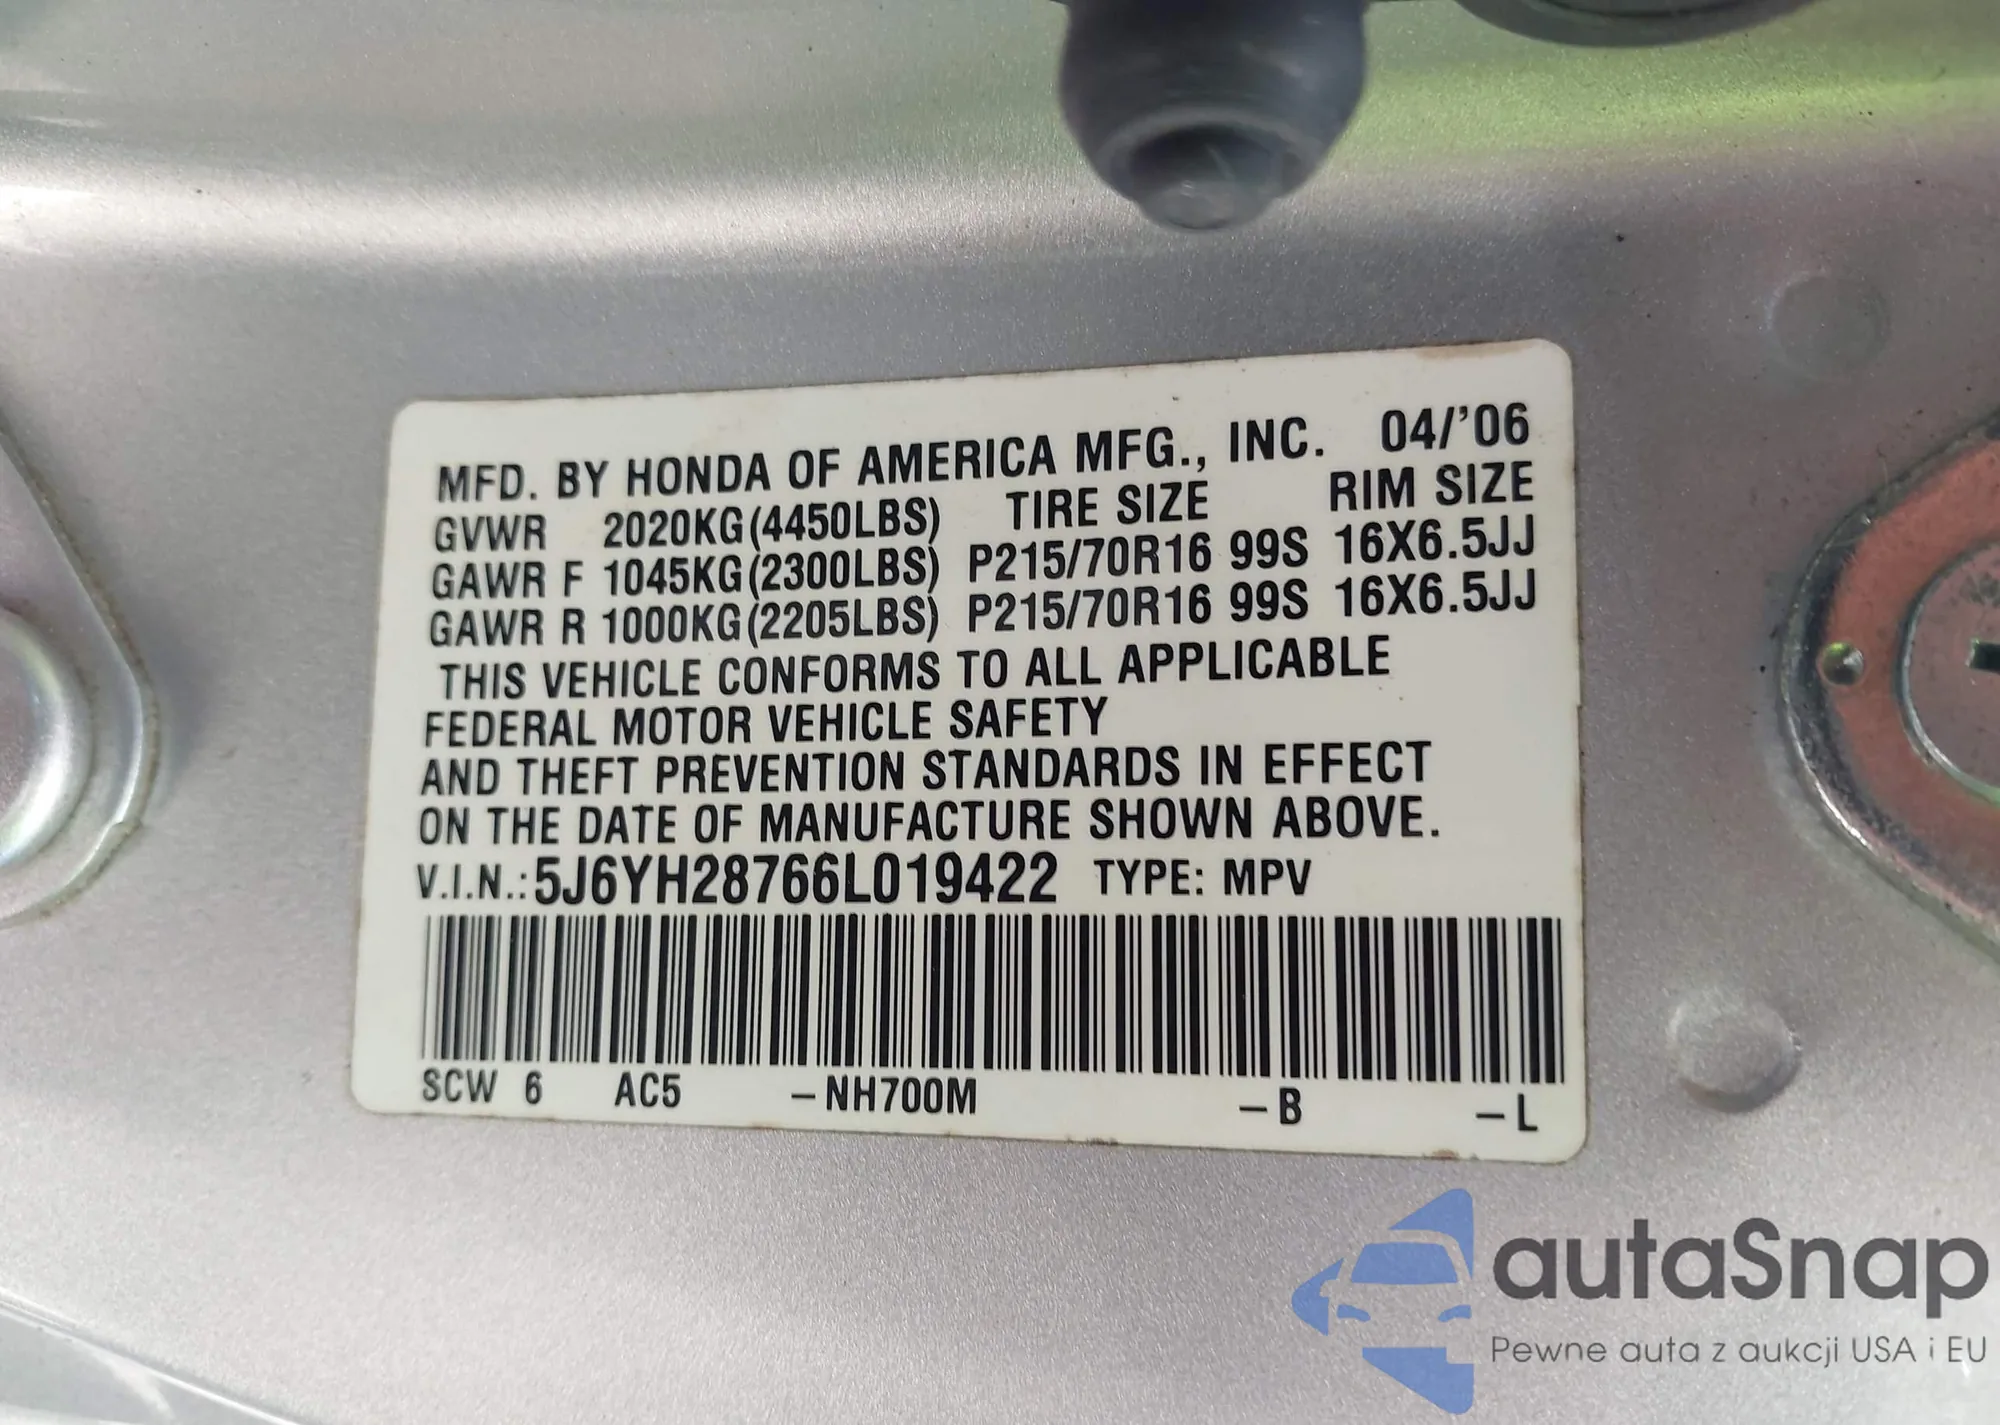 MFD. BY HONDA OF AMERICA MFG., INC. 04/'06
GVWR 2020KG(4450LBS) TIRE SIZE RIM SIZE
GAWR F 1045KG(2300LBS) P215/70R16 99S 16X6.5JJ
GAWR R 1000KG(2205LBS) P215/70R16 99S 16X6.5JJ
THIS VEHICLE CONFORMS TO ALL APPLICABLE
FEDERAL MOTOR VEHICLE SAFETY
AND THEFT PREVENTION STANDARDS IN EFFECT
ON THE DATE OF MANUFACTURE SHOWN ABOVE.
V.I.N.:5J6YH28766L019422 TYPE: MPV
SCW 6 AC5 –NH700M –B –L
autaSnap
Pewne auta z aukcji USA i EU